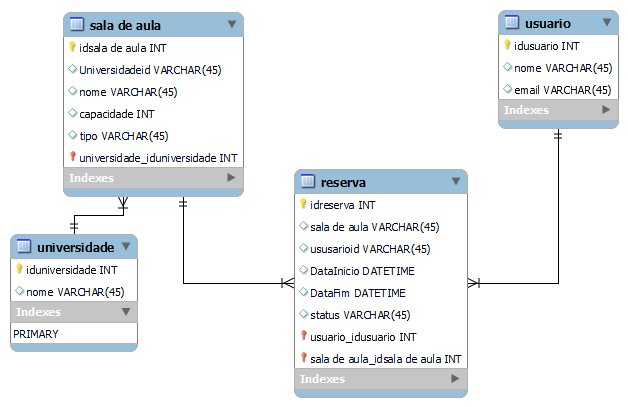 sala de aula
idsala de aula INT
Universidadeid VARCHAR(45)
nome VARCHAR(45)
capacidade INT
tipo VARCHAR(45)
universidade_iduniversidade INT
Indexes
usuario
idusuario INT
nome VARCHAR(45)
email VARCHAR(45)
Indexes
universidade
iduniversidade INT
nome VARCHAR(45)
Indexes
PRIMARY
reserva
idreserva INT
sala de aula VARCHAR(45)
ususarioid VARCHAR(45)
DataInicio DATETIME
DataFim DATETIME
status VARCHAR(45)
usuario_idusuario INT
sala de aula_idsala de aula INT
Indexes